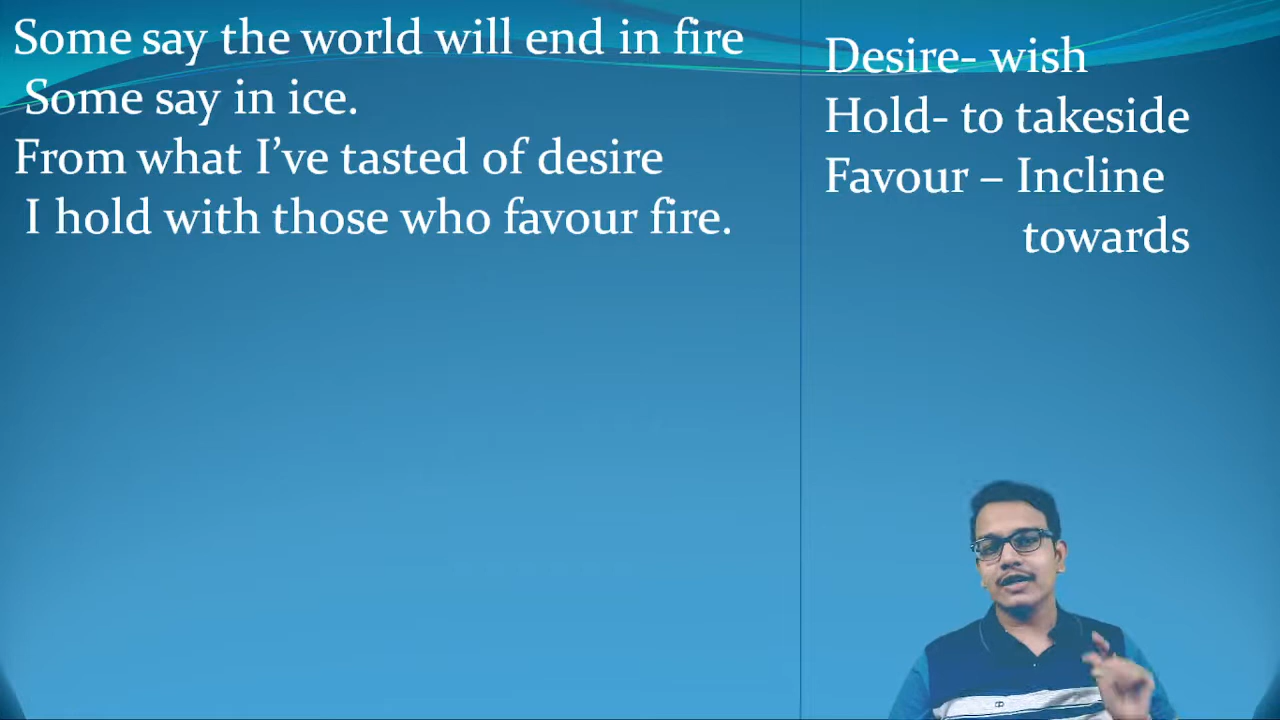 Some say the world will end in fire
Some say in ice.
From what I've tasted of desire
I hold with those who favour fire.
Desire- wish
Hold- to takeside
Favour – Incline
towards